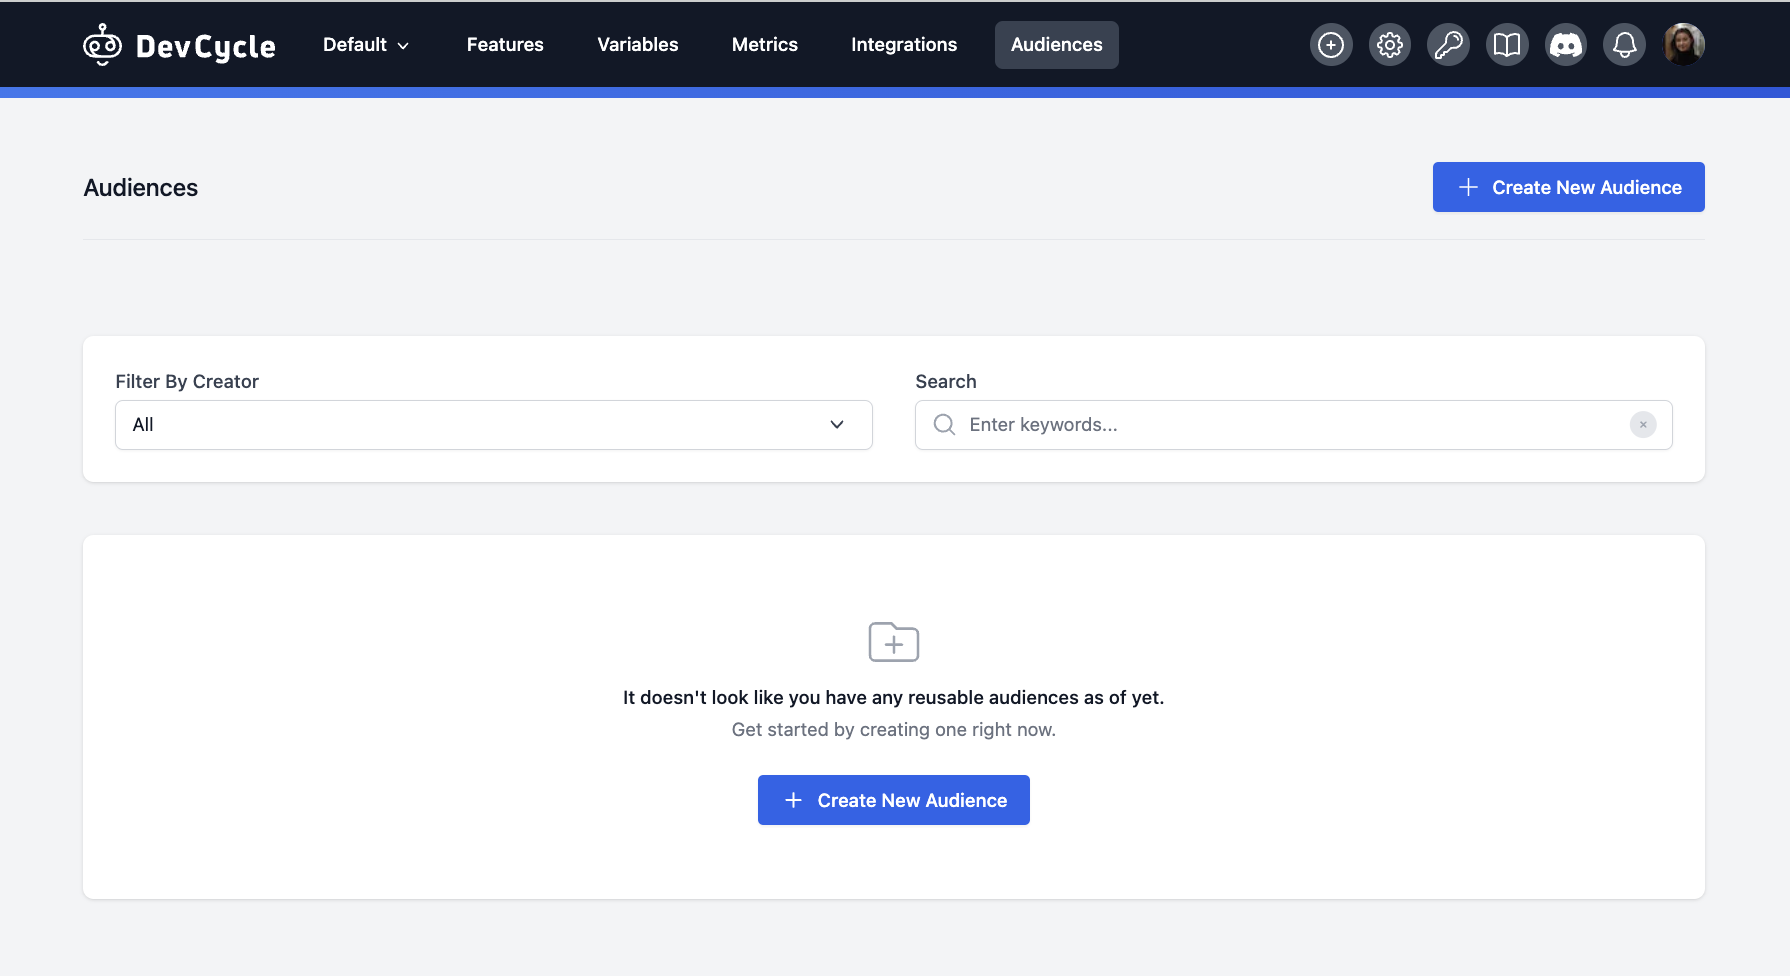 DevCycle
Default
Features
Variables
Metrics
Integrations
Audiences
Audiences
Create New Audience
Filter By Creator
All
Search
Enter keywords...
It doesn't look like you have any reusable audiences as of yet.
Get started by creating one right now.
Create New Audience